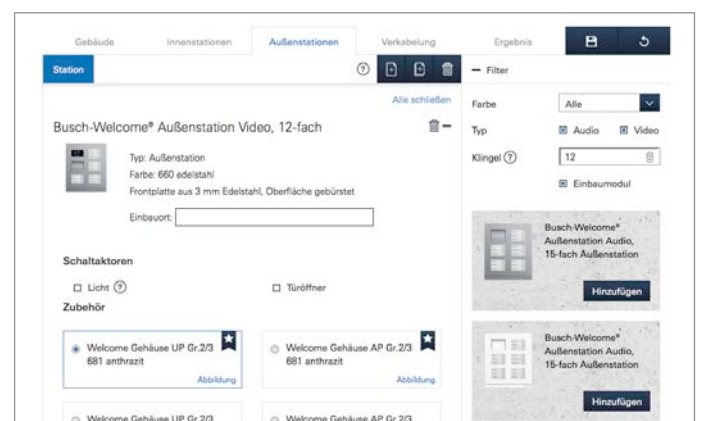 Gebäude
Innenstationen
Außenstationen
Verkabelung
Ergebnis
Station
Alle schließen
Busch-Welcome® Außenstation Video, 12-fach
Typ: Außenstation
Farbe: 660 edelstahl
Frontplatte aus 3 mm Edelstahl, Oberfläche gebürstet
Einbauort:
Schaltaktoren
Licht
Türöffner
Zubehör
Welcome Gehäuse UP Gr.2/3
681 anthrazit
Abbildung
Welcome Gehäuse AP Gr.2/3
681 anthrazit
Abbildung
Welcome Gehäuse UP Gr.2/3
Welcome Gehäuse AP Gr.2/3
Filter
Farbe Alle
Typ Audio Video
Klingel ? 12
Einbaumodul
Busch-Welcome®
Außenstation Audio,
15-fach Außenstation
Hinzufügen
Busch-Welcome®
Außenstation Audio,
15-fach Außenstation
Hinzufügen